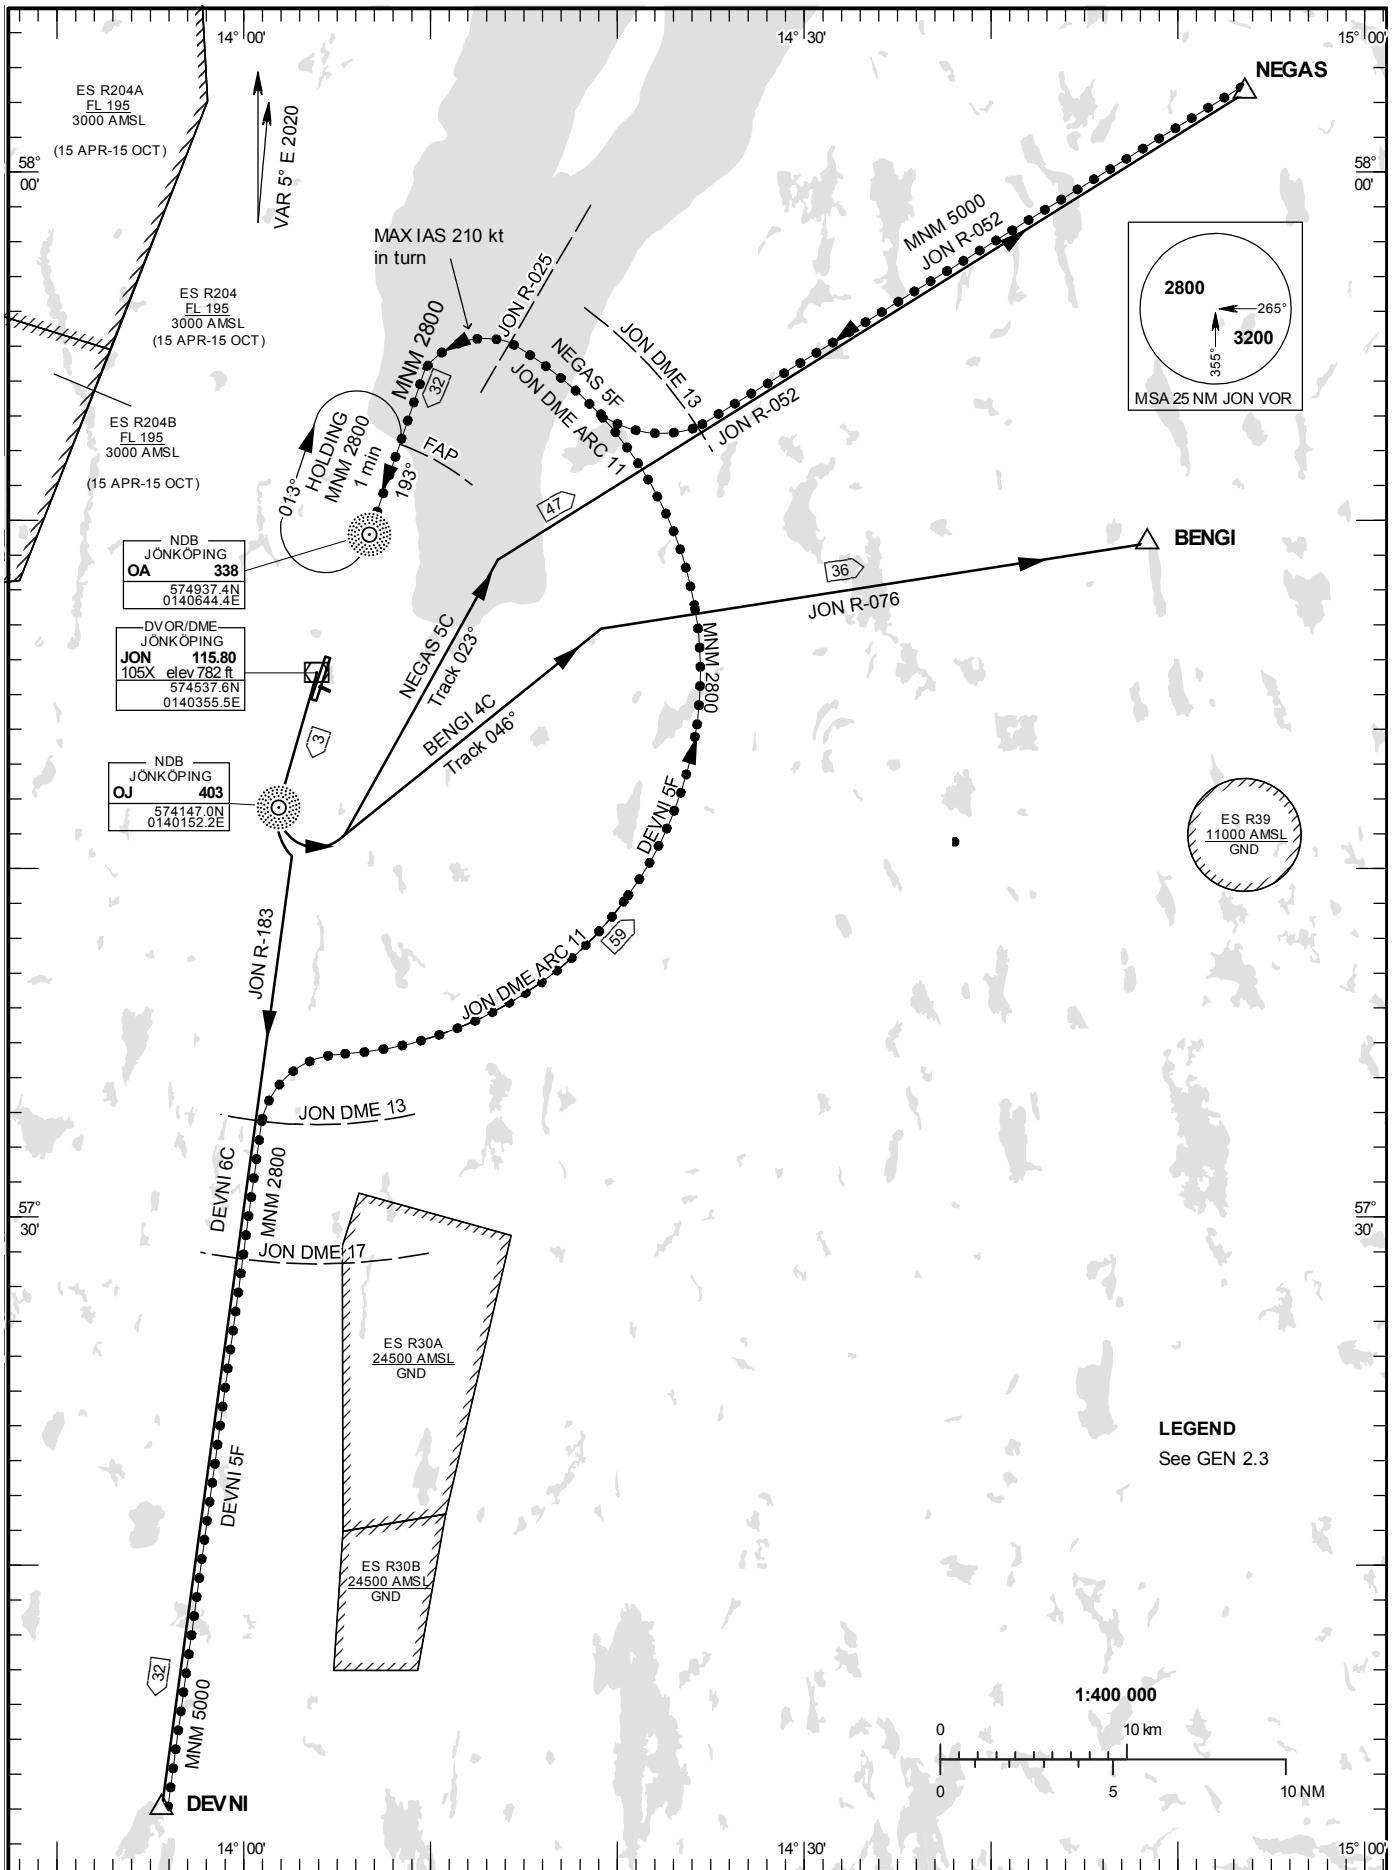 14° 00'
14° 30'
15° 00'
NEGAS
ES R204A
FL 195
3000 AMSL
(15 APR-15 OCT)
VAR 5° E 2020
58°
00'
58°
00'
MAX IAS 210 kt
in turn
JON R-025
MNM 5000
JON R-052
2800
265°
3200
355°
MSA 25 NM JON VOR
ES R204
FL 195
3000 AMSL
(15 APR-15 OCT)
MNM 2800
32
NEGAS 5F
JON DME ARC 11
JON DME 13
JON R-052
ES R204B
FL 195
3000 AMSL
(15 APR-15 OCT)
HOLDING
MNM 2800
1 min
013°
193°
FAP
47
NDB
JÖNKÖPING
OA 338
574937.4N
0140644.4E
BENGI
36
JON R-076
DVOR/DME
JÖNKÖPING
JON 115.80
105X elev 782 ft
574537.6N
0140355.5E
NEGAS 5C
Track 023°
MNM 2800
BENGI 4C
Track 046°
3
NDB
JÖNKÖPING
OJ 403
574147.0N
0140152.2E
DEVNI 5F
ES R39
11000 AMSL
GND
JON R-183
59
JON DME ARC 11
JON DME 13
DEVNI 6C
MNM 2800
57°
30'
57°
30'
JON DME 17
ES R30A
24500 AMSL
GND
DEVNI 5F
LEGEND
See GEN 2.3
ES R30B
24500 AMSL
GND
32
MNM 5000
1:400 000
0 10 km
0 5 10 NM
DEVNI
14° 00'
14° 30'
15° 00'